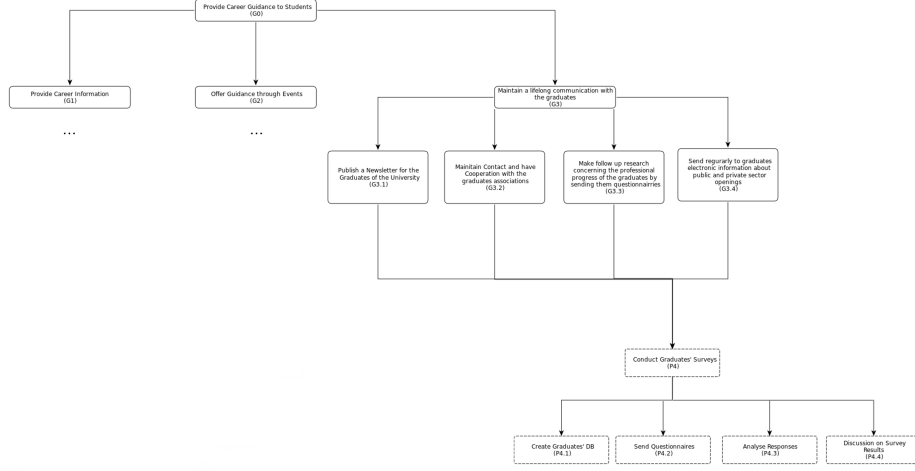 Provide Career Guidance to Students
(G0)
Provide Career Information
(G1)
Offer Guidance through Events
(G2)
Maintain a lifelong communication with
the graduates
(G3)
...
...
Publish a Newsletter for the
Graduates of the University
(G3.1)
Mainitain Contact and have
Cooperation with the
graduates associations
(G3.2)
Make follow up research
concerning the professional
progress of the graduates by
sending them questionnairries
(G3.3)
Send regurarly to graduates
electronic information about
public and private sector
openings
(G3.4)
Conduct Graduates' Surveys
(P4)
Create Graduates' DB
(P4.1)
Send Questionnaires
(P4.2)
Analyse Responses
(P4.3)
Discussion on Survey
Results
(P4.4)